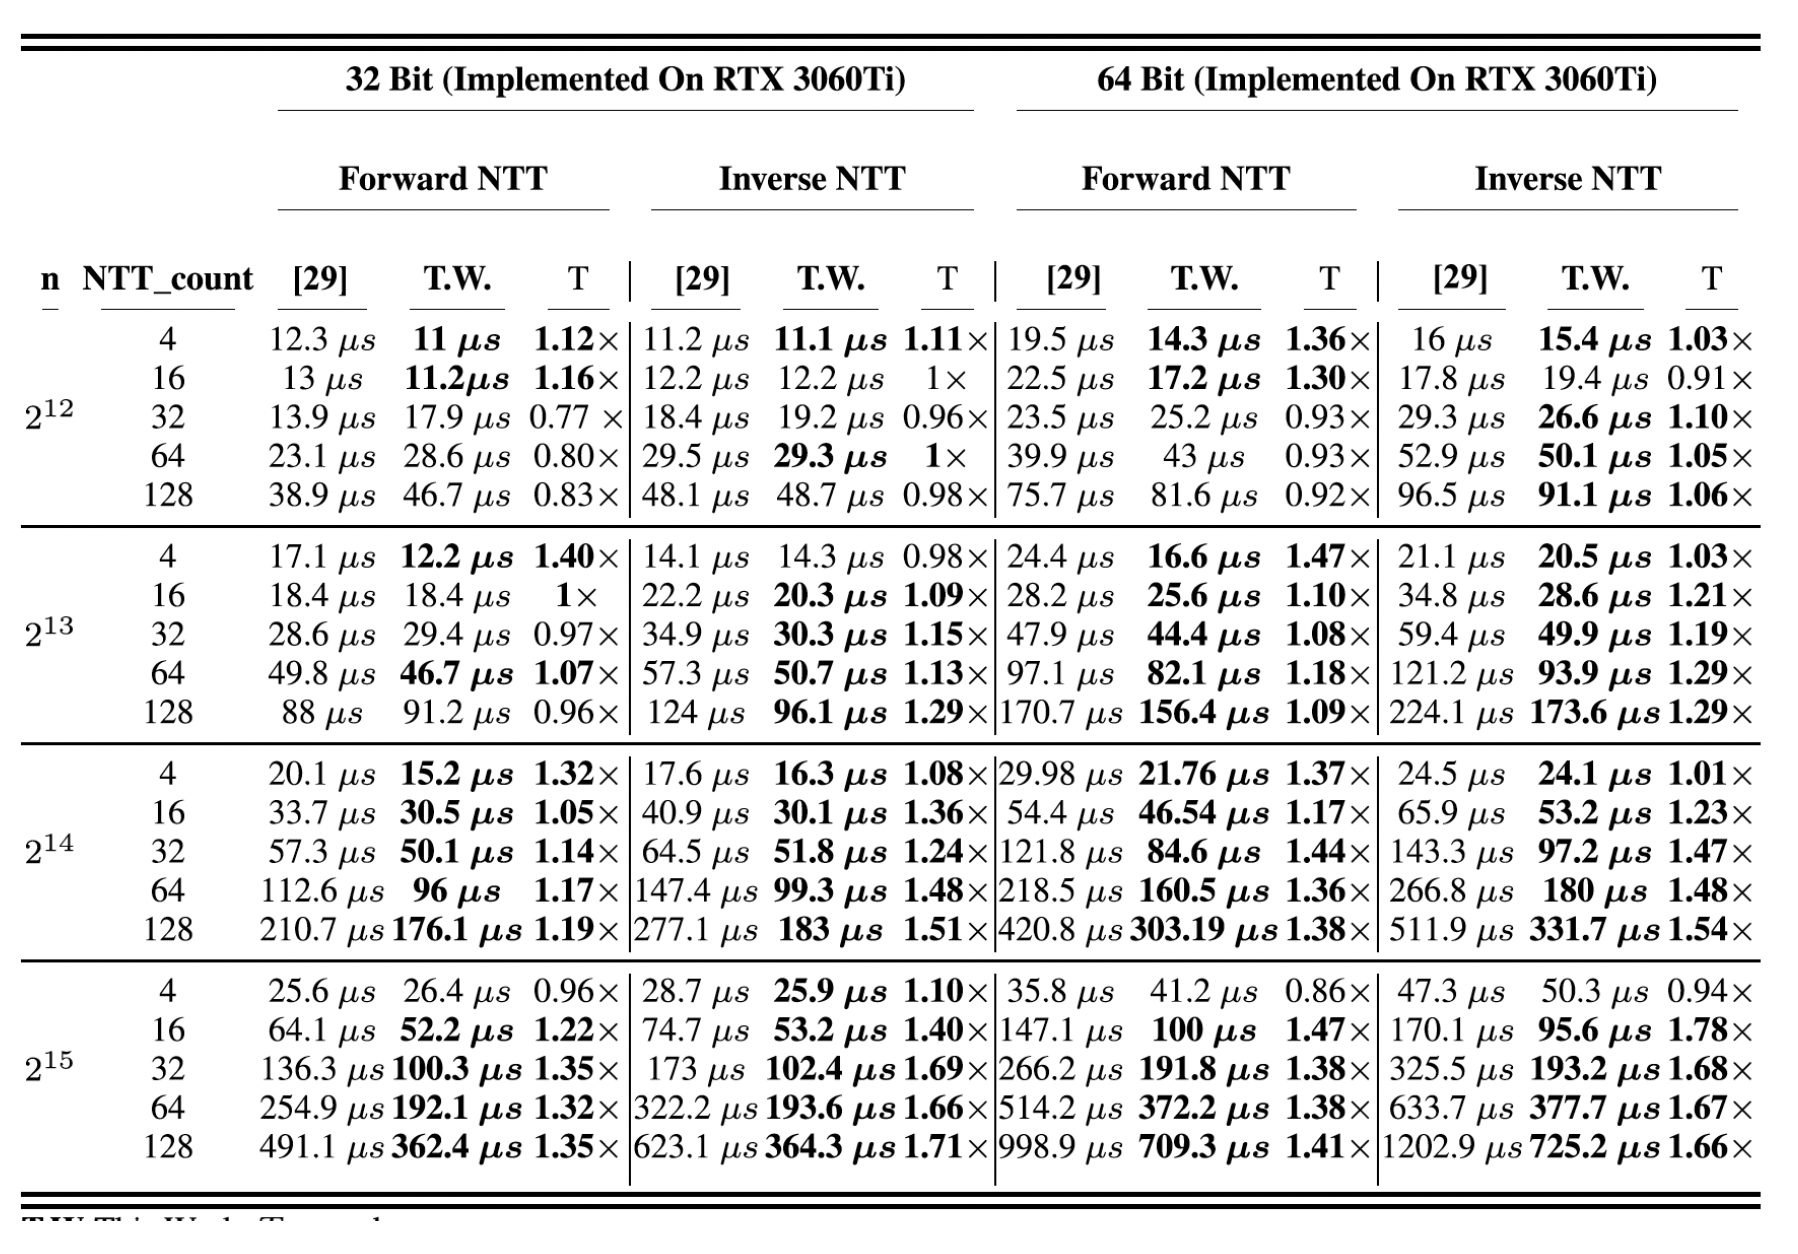 32 Bit (Implemented On RTX 3060Ti) 64 Bit (Implemented On RTX 3060Ti)
Forward NTT Inverse NTT Forward NTT Inverse NTT
n NTT_count [29] T.W. T [29] T.W. T [29] T.W. T [29] T.W. T
4 12.3 μs 11 μs 1.12× 11.2 μs 11.1 μs 1.11× 19.5 μs 14.3 μs 1.36× 16 μs 15.4 μs 1.03×
16 13 μs 11.2μs 1.16× 12.2 μs 12.2 μs 1× 22.5 μs 17.2 μs 1.30× 17.8 μs 19.4 μs 0.91×
2¹² 32 13.9 μs 17.9 μs 0.77 × 18.4 μs 19.2 μs 0.96× 23.5 μs 25.2 μs 0.93× 29.3 μs 26.6 μs 1.10×
64 23.1 μs 28.6 μs 0.80× 29.5 μs 29.3 μs 1× 39.9 μs 43 μs 0.93× 52.9 μs 50.1 μs 1.05×
128 38.9 μs 46.7 μs 0.83× 48.1 μs 48.7 μs 0.98× 75.7 μs 81.6 μs 0.92× 96.5 μs 91.1 μs 1.06×
4 17.1 μs 12.2 μs 1.40× 14.1 μs 14.3 μs 0.98× 24.4 μs 16.6 μs 1.47× 21.1 μs 20.5 μs 1.03×
16 18.4 μs 18.4 μs 1× 22.2 μs 20.3 μs 1.09× 28.2 μs 25.6 μs 1.10× 34.8 μs 28.6 μs 1.21×
2¹³ 32 28.6 μs 29.4 μs 0.97× 34.9 μs 30.3 μs 1.15× 47.9 μs 44.4 μs 1.08× 59.4 μs 49.9 μs 1.19×
64 49.8 μs 46.7 μs 1.07× 57.3 μs 50.7 μs 1.13× 97.1 μs 82.1 μs 1.18× 121.2 μs 93.9 μs 1.29×
128 88 μs 91.2 μs 0.96× 124 μs 96.1 μs 1.29× 170.7 μs 156.4 μs 1.09× 224.1 μs 173.6 μs 1.29×
4 20.1 μs 15.2 μs 1.32× 17.6 μs 16.3 μs 1.08× 29.98 μs 21.76 μs 1.37× 24.5 μs 24.1 μs 1.01×
16 33.7 μs 30.5 μs 1.05× 40.9 μs 30.1 μs 1.36× 54.4 μs 46.54 μs 1.17× 65.9 μs 53.2 μs 1.23×
2¹⁴ 32 57.3 μs 50.1 μs 1.14× 64.5 μs 51.8 μs 1.24× 121.8 μs 84.6 μs 1.44× 143.3 μs 97.2 μs 1.47×
64 112.6 μs 96 μs 1.17× 147.4 μs 99.3 μs 1.48× 218.5 μs 160.5 μs 1.36× 266.8 μs 180 μs 1.48×
128 210.7 μs 176.1 μs 1.19× 277.1 μs 183 μs 1.51× 420.8 μs 303.19 μs 1.38× 511.9 μs 331.7 μs 1.54×
4 25.6 μs 26.4 μs 0.96× 28.7 μs 25.9 μs 1.10× 35.8 μs 41.2 μs 0.86× 47.3 μs 50.3 μs 0.94×
16 64.1 μs 52.2 μs 1.22× 74.7 μs 53.2 μs 1.40× 147.1 μs 100 μs 1.47× 170.1 μs 95.6 μs 1.78×
2¹⁵ 32 136.3 μs 100.3 μs 1.35× 173 μs 102.4 μs 1.69× 266.2 μs 191.8 μs 1.38× 325.5 μs 193.2 μs 1.68×
64 254.9 μs 192.1 μs 1.32× 322.2 μs 193.6 μs 1.66× 514.2 μs 372.2 μs 1.38× 633.7 μs 377.7 μs 1.67×
128 491.1 μs 362.4 μs 1.35× 623.1 μs 364.3 μs 1.71× 998.9 μs 709.3 μs 1.41× 1202.9 μs 725.2 μs 1.66×